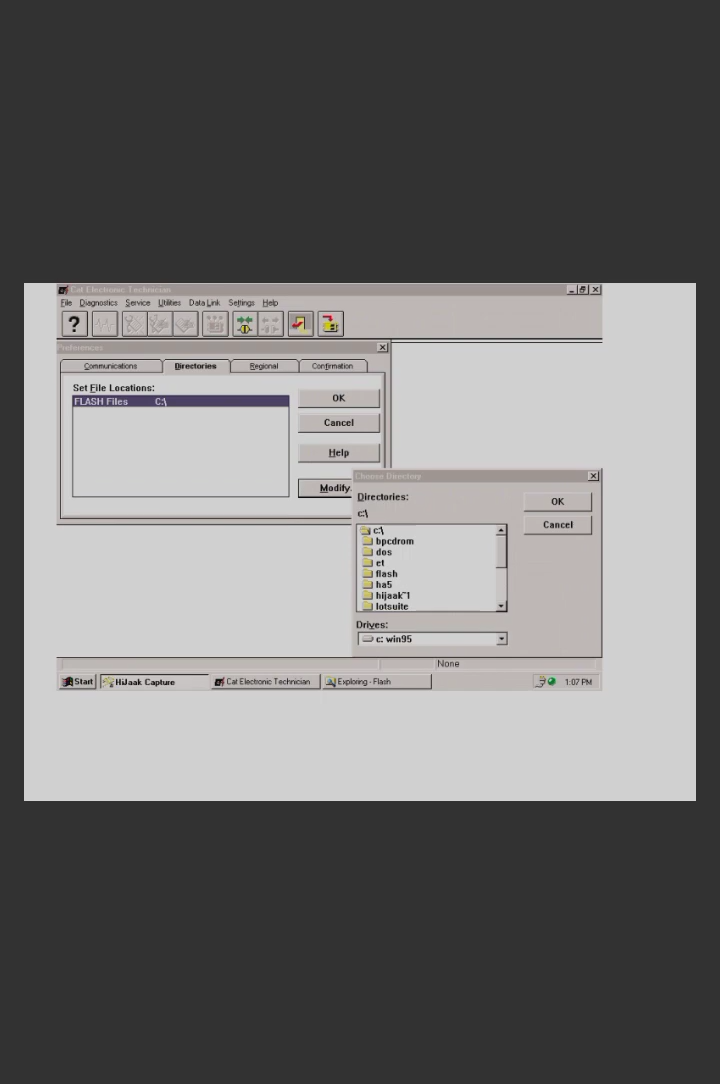 Cat Electronic Technician
File Diagnostics Service Utilities Data Link Settings Help
?
Preferences
Communications Directories Regional Confirmation
Set File Locations:
FLASH Files C:\
OK
Cancel
Help
Modify.
Choose Directory
Directories:
c:\
OK
Cancel
c:\
bpcdrom
dos
et
flash
ha5
hijaak~1
lotsuite
Drives:
c: win95
None
Start HiJaak Capture Cat Electronic Technician Exploring - Flash 1:07 PM